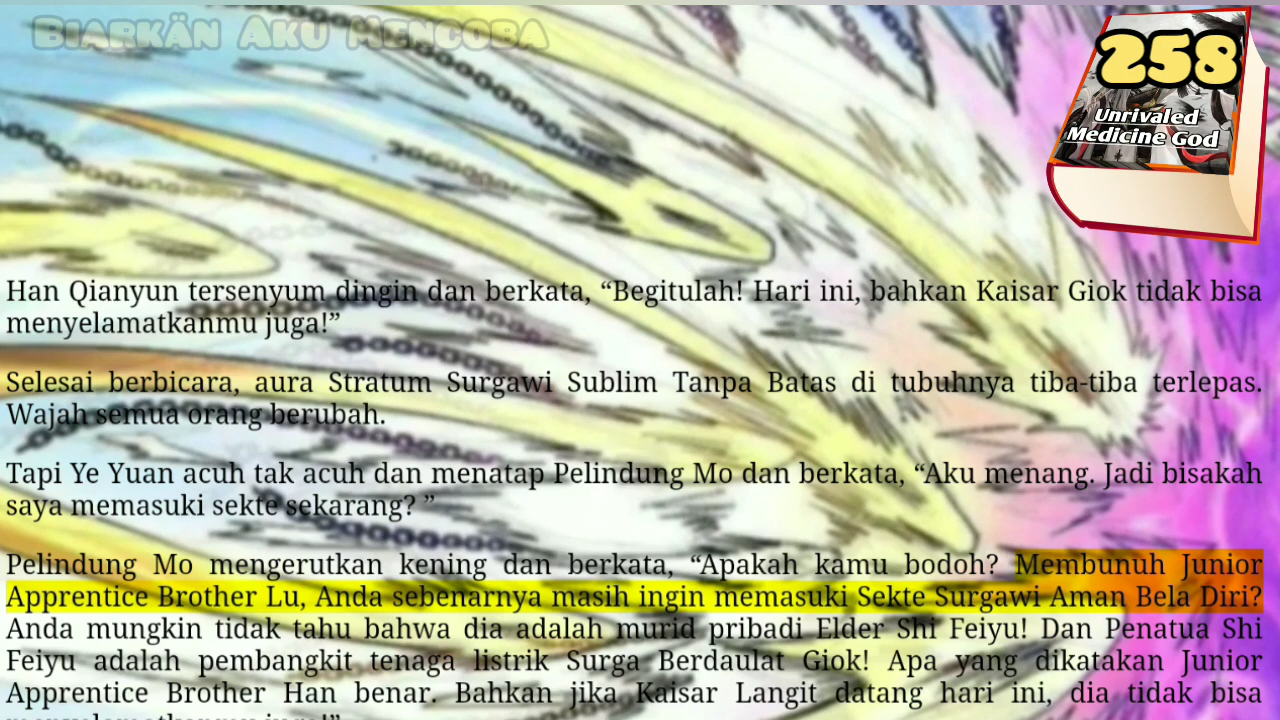 Biarkän Aku Mencoba
258
Unrivaled
Medicine God
Han Qianyun tersenyum dingin dan berkata, “Begitulah! Hari ini, bahkan Kaisar Giok tidak bisa
menyelamatkanmu juga!”
Selesai berbicara, aura Stratum Surgawi Sublim Tanpa Batas di tubuhnya tiba-tiba terlepas.
Wajah semua orang berubah.
Tapi Ye Yuan acuh tak acuh dan menatap Pelindung Mo dan berkata, “Aku menang. Jadi bisakah
saya memasuki sekte sekarang? ”
Pelindung Mo mengerutkan kening dan berkata, “Apakah kamu bodoh? Membunuh Junior
Apprentice Brother Lu, Anda sebenarnya masih ingin memasuki Sekte Surgawi Aman Bela Diri?
Anda mungkin tidak tahu bahwa dia adalah murid pribadi Elder Shi Feiyu! Dan Penatua Shi
Feiyu adalah pembangkit tenaga listrik Surga Berdaulat Giok! Apa yang dikatakan Junior
Apprentice Brother Han benar. Bahkan jika Kaisar Langit datang hari ini, dia tidak bisa